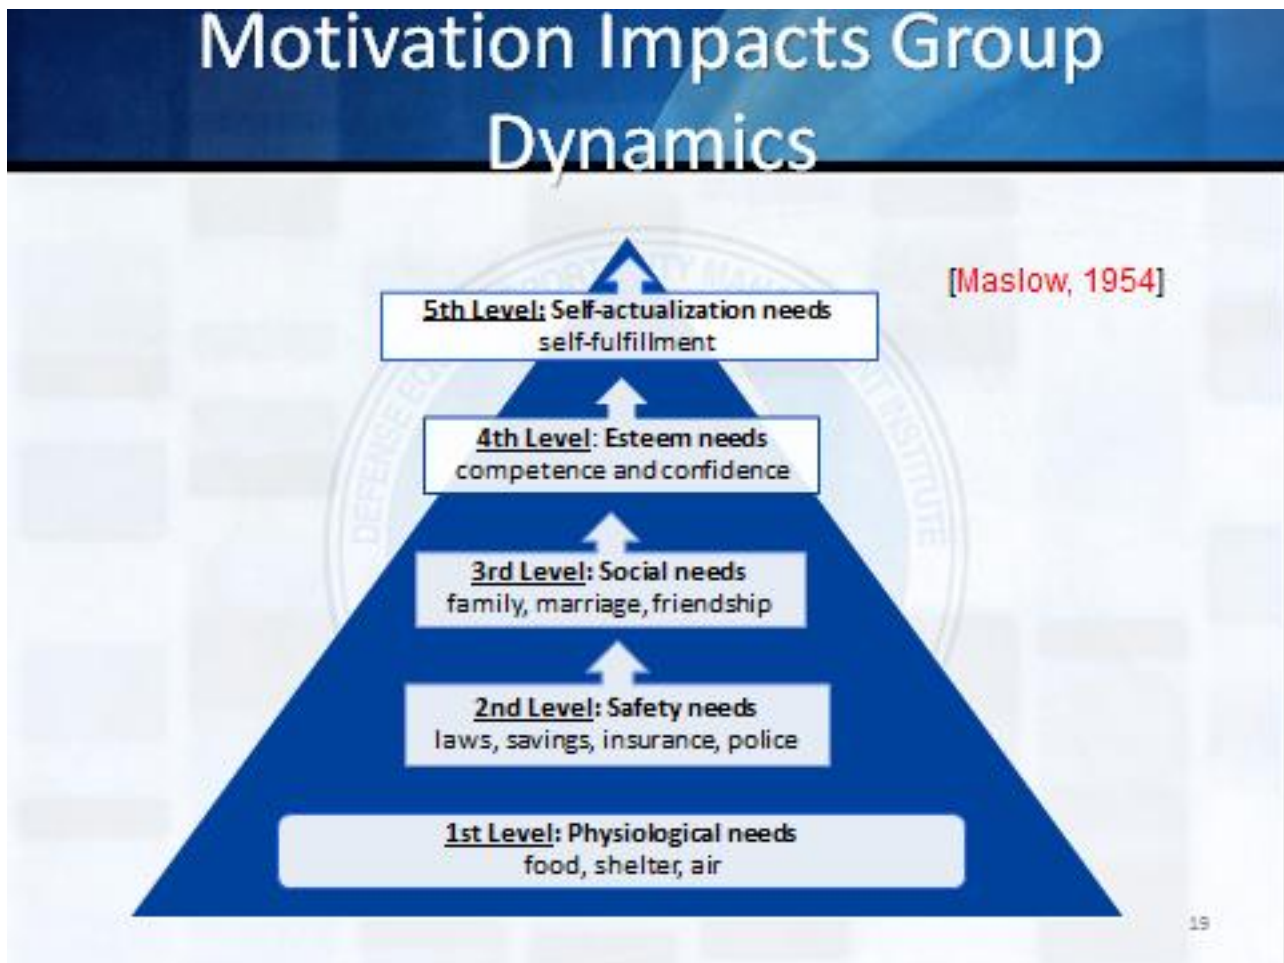 Motivation Impacts Group
Dynamics
[Maslow, 1954]
5th Level: Self-actualization needs
self-fulfillment
4th Level: Esteem needs
competence and confidence
3rd Level: Social needs
family, marriage, friendship
2nd Level: Safety needs
laws, savings, insurance, police
1st Level: Physiological needs
food, shelter, air
19
DEFENSE INSTITUTE